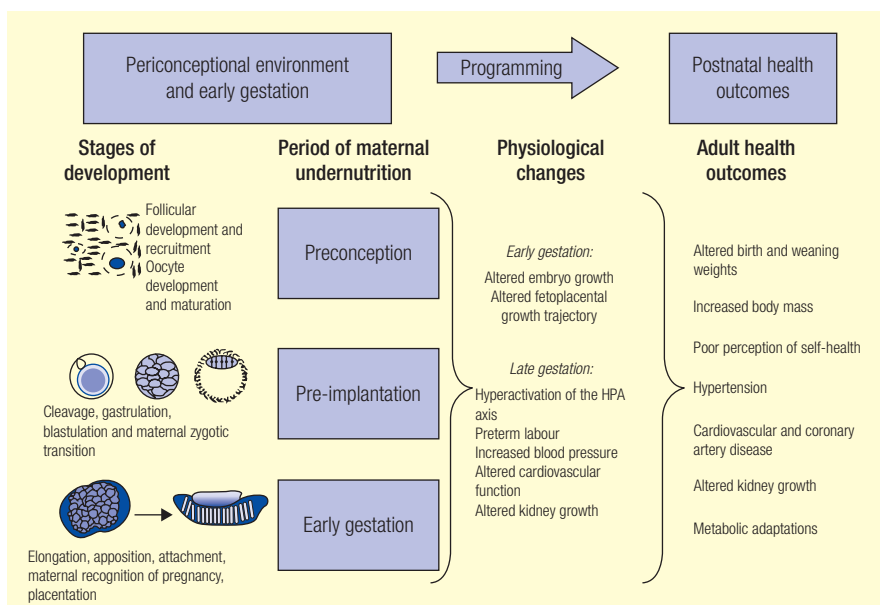 Periconceptional environment
and early gestation
Programming
Postnatal health
outcomes
Stages of
development
Period of maternal
undernutrition
Physiological
changes
Adult health
outcomes
Follicular
development and
recruitment
Oocyte
development
and maturation
Preconception
Early gestation:
Altered embryo growth
Altered fetoplacental
growth trajectory
Altered birth and weaning
weights
Increased body mass
Poor perception of self-health
Cleavage, gastrulation,
blastulation and maternal zygotic
transition
Pre-implantation
Late gestation:
Hyperactivation of the HPA
axis
Preterm labour
Increased blood pressure
Altered cardiovascular
function
Altered kidney growth
Hypertension
Cardiovascular and coronary
artery disease
Altered kidney growth
Metabolic adaptations
Elongation, apposition, attachment,
maternal recognition of pregnancy,
placentation
Early gestation